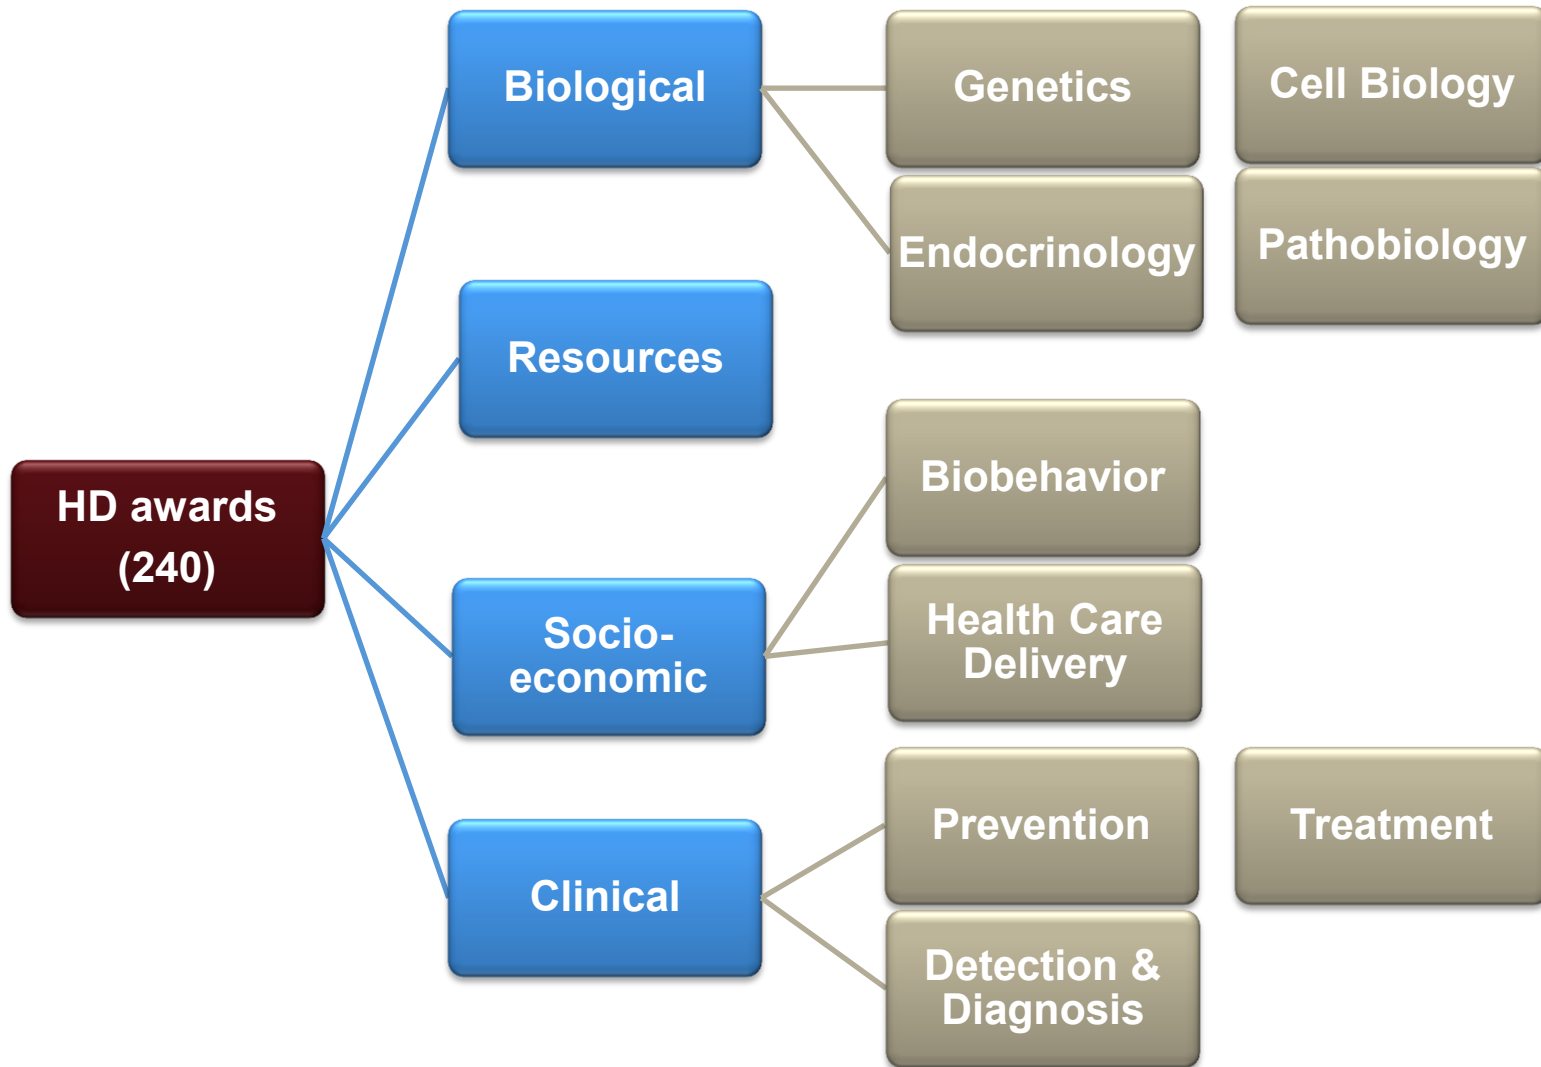 Biological
Genetics
Cell Biology
Endocrinology
Pathobiology
Resources
HD awards
(240)
Biobehavior
Socio-
economic
Health Care
Delivery
Clinical
Prevention
Treatment
Detection &
Diagnosis